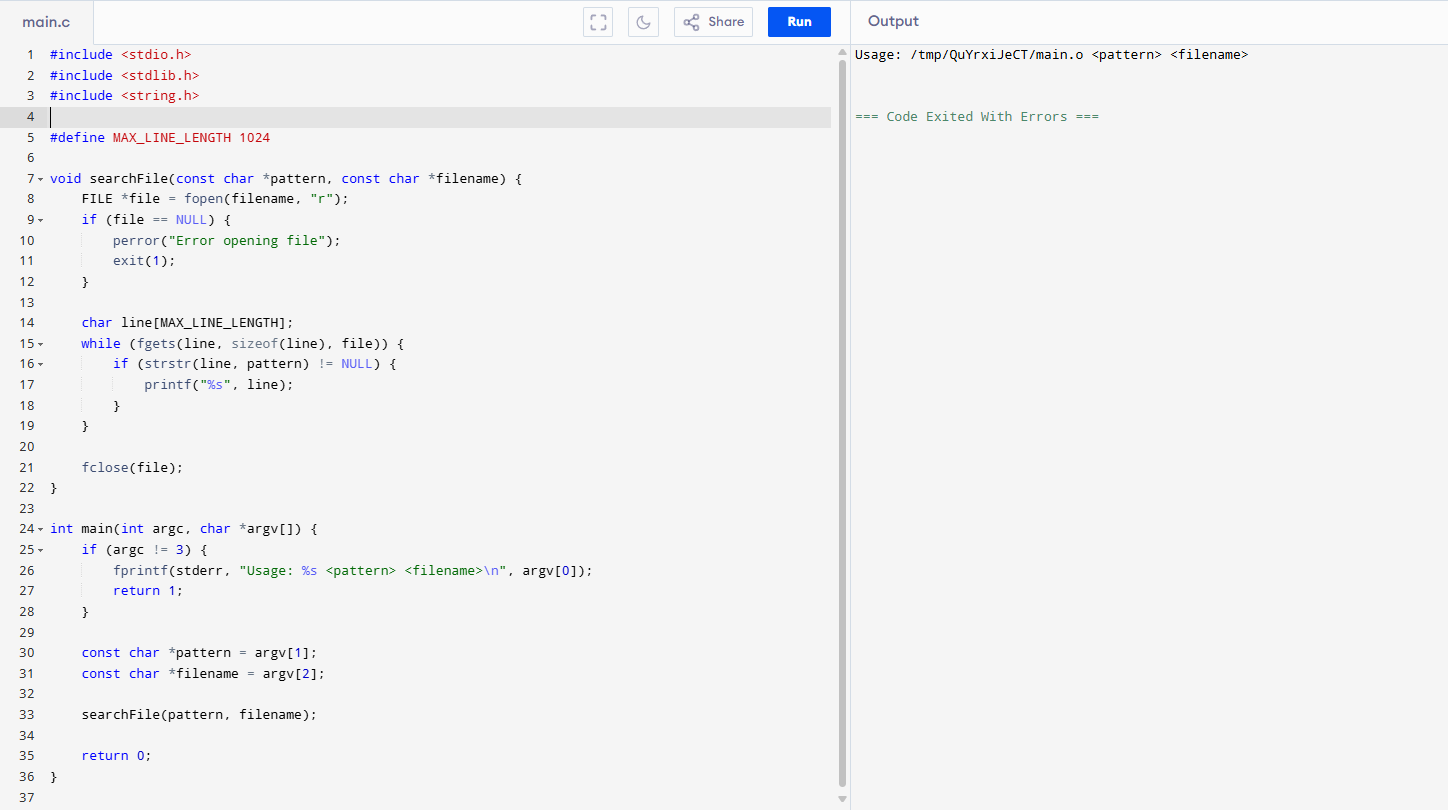 main.c
Share
Run
Output
1 #include <stdio.h>
2 #include <stdlib.h>
3 #include <string.h>
4
5 #define MAX_LINE_LENGTH 1024
6
7 void searchFile(const char *pattern, const char *filename) {
8     FILE *file = fopen(filename, "r");
9     if (file == NULL) {
10         perror("Error opening file");
11         exit(1);
12     }
13
14     char line[MAX_LINE_LENGTH];
15     while (fgets(line, sizeof(line), file)) {
16         if (strstr(line, pattern) != NULL) {
17             printf("%s", line);
18         }
19     }
20
21     fclose(file);
22 }
23
24 int main(int argc, char *argv[]) {
25     if (argc != 3) {
26         fprintf(stderr, "Usage: %s <pattern> <filename>\n", argv[0]);
27         return 1;
28     }
29
30     const char *pattern = argv[1];
31     const char *filename = argv[2];
32
33     searchFile(pattern, filename);
34
35     return 0;
36 }
37
Usage: /tmp/QuYrxiJeCT/main.o <pattern> <filename>
=== Code Exited With Errors ===